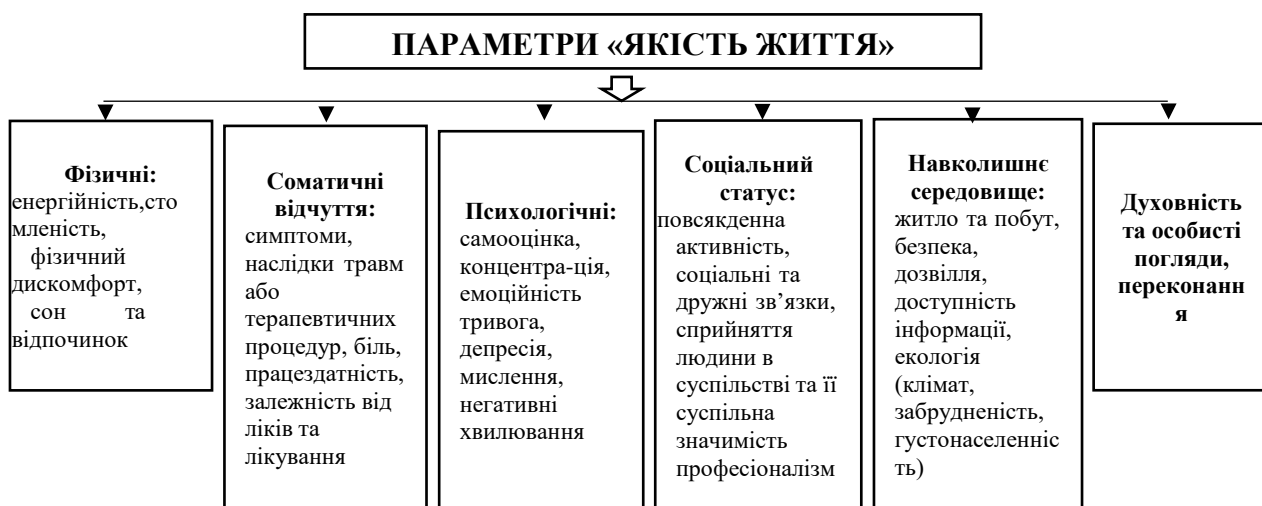 ПАРАМЕТРИ «ЯКІСТЬ ЖИТТЯ»
Фізичні:
енергійність,сто
мленість,
фізичний
дискомфорт,
сон та
відпочинок
Соматичні
відчуття:
симптоми,
наслідки травм
або
терапевтичних
процедур, біль,
працездатність,
залежність від
ліків та
лікування
Психологічні:
самооцінка,
концентра-ція,
емоційність
тривога,
депресія,
мислення,
негативні
хвилювання
Соціальний
статус:
повсякденна
активність,
соціальні та
дружні зв’язки,
сприйняття
людини в
суспільстві та її
суспільна
значимість
професіоналізм
Навколишнє
середовище:
житло та побут,
безпека,
дозвілля,
доступність
інформації,
екологія
(клімат,
забрудненість,
густонаселенніс
ть)
Духовність
та особисті
погляди,
переконанн
я